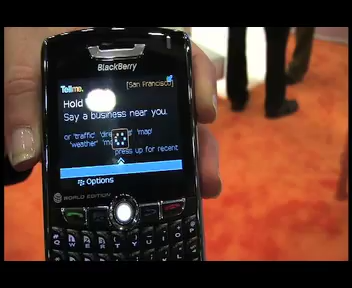 BlackBerry
Tellme. [San Francisco]
Hold
Say a business near you.
or 'traffic' 'map'
'weather'
press up for recent
Options
WORLD EDITION
Q W E R T Y U I O P